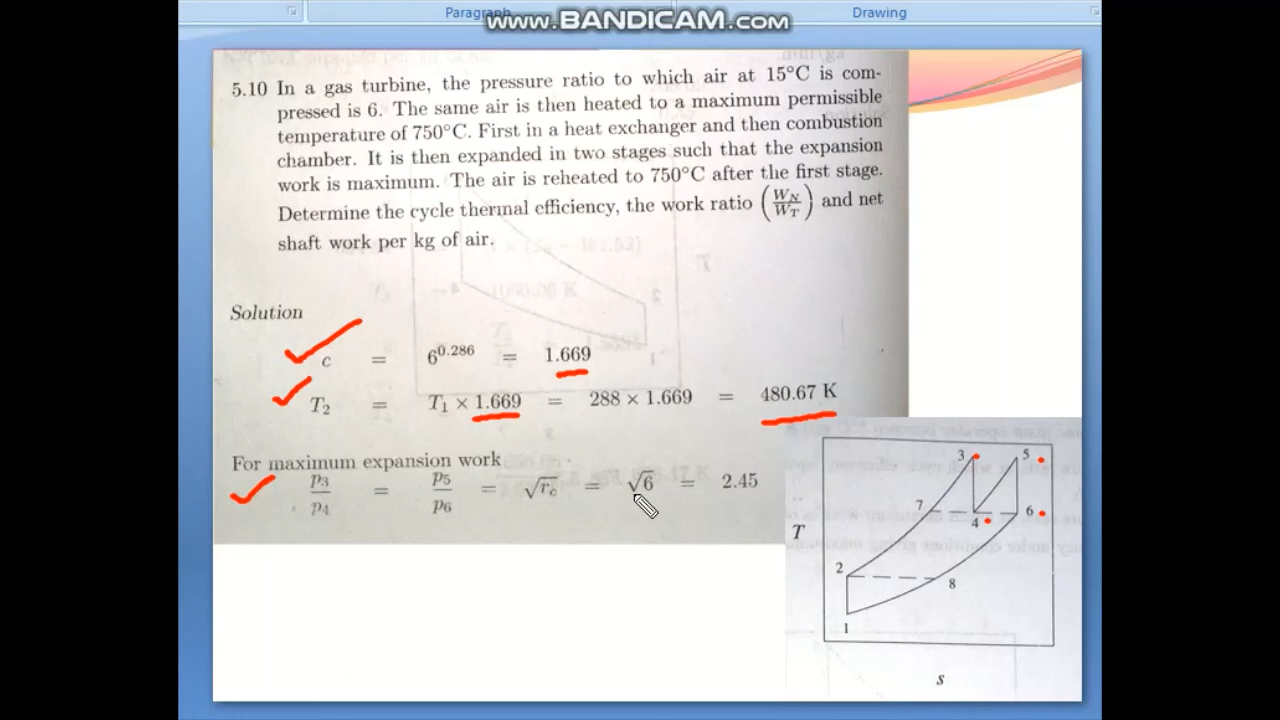 Paragraph
Drawing
www.BANDICAM.com
5.10 In a gas turbine, the pressure ratio to which air at 15°C is com-
pressed is 6. The same air is then heated to a maximum permissible
temperature of 750°C. First in a heat exchanger and then combustion
chamber. It is then expanded in two stages such that the expansion
work is maximum. The air is reheated to 750°C after the first stage.
Determine the cycle thermal efficiency, the work ratio (W_N/W_T) and net
shaft work per kg of air.
Solution
c = 6^0.286 = 1.669
T_2 = T_1 × 1.669 = 288 × 1.669 = 480.67 K
For maximum expansion work
p_3/p_4 = p_5/p_6 = √r_c = √6 = 2.45
3
5
7
4
6
T
2
8
1
s